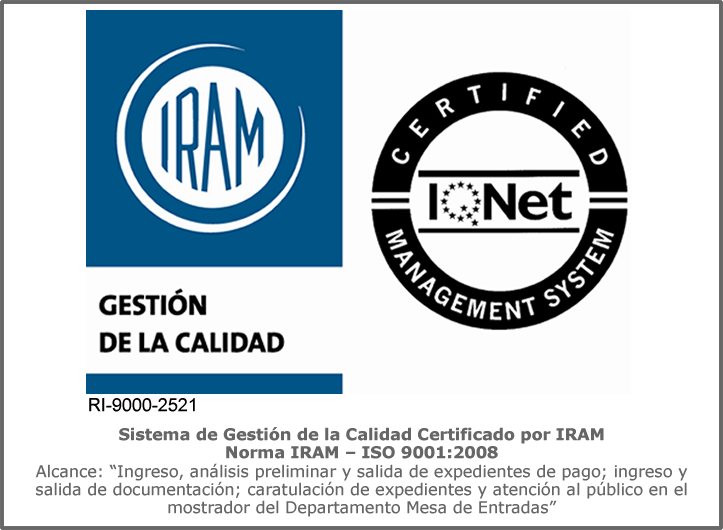 IRAM
GESTIÓN
DE LA CALIDAD
RI-9000-2521
CERTIFIED
IQNet
MANAGEMENT SYSTEM
Sistema de Gestión de la Calidad Certificado por IRAM
Norma IRAM – ISO 9001:2008
Alcance: “Ingreso, análisis preliminar y salida de expedientes de pago; ingreso y
salida de documentación; caratulación de expedientes y atención al público en el
mostrador del Departamento Mesa de Entradas”